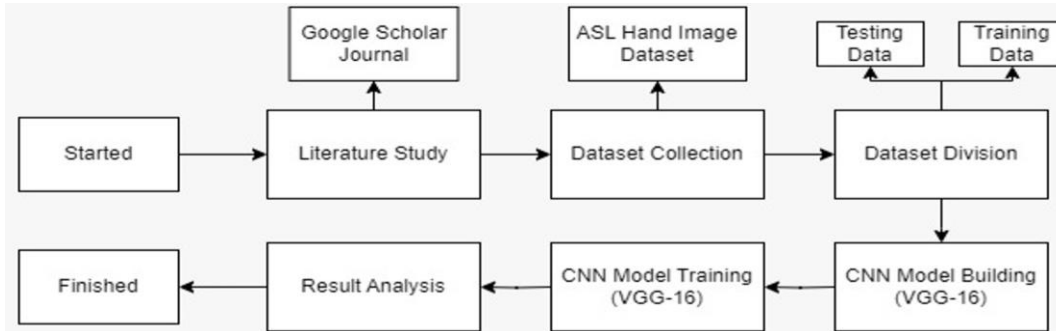 Google Scholar
Journal
ASL Hand Image
Dataset
Testing
Data
Training
Data
Started
Literature Study
Dataset Collection
Dataset Division
Finished
Result Analysis
CNN Model Training
(VGG-16)
CNN Model Building
(VGG-16)